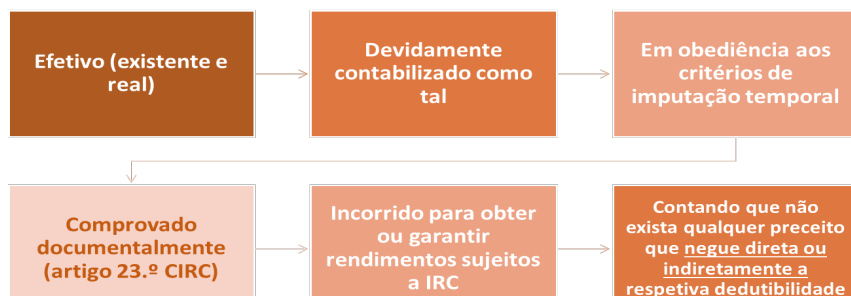 Efetivo (existente e
real)
Devidamente
contabilizado como
tal
Em obediência aos
critérios de
imputação temporal
Comprovado
documentalmente
(artigo 23.º CIRC)
Incorrido para obter
ou garantir
rendimentos sujeitos
a IRC
Contando que não
exista qualquer preceito
que negue direta ou
indiretamente a
respetiva dedutibilidade